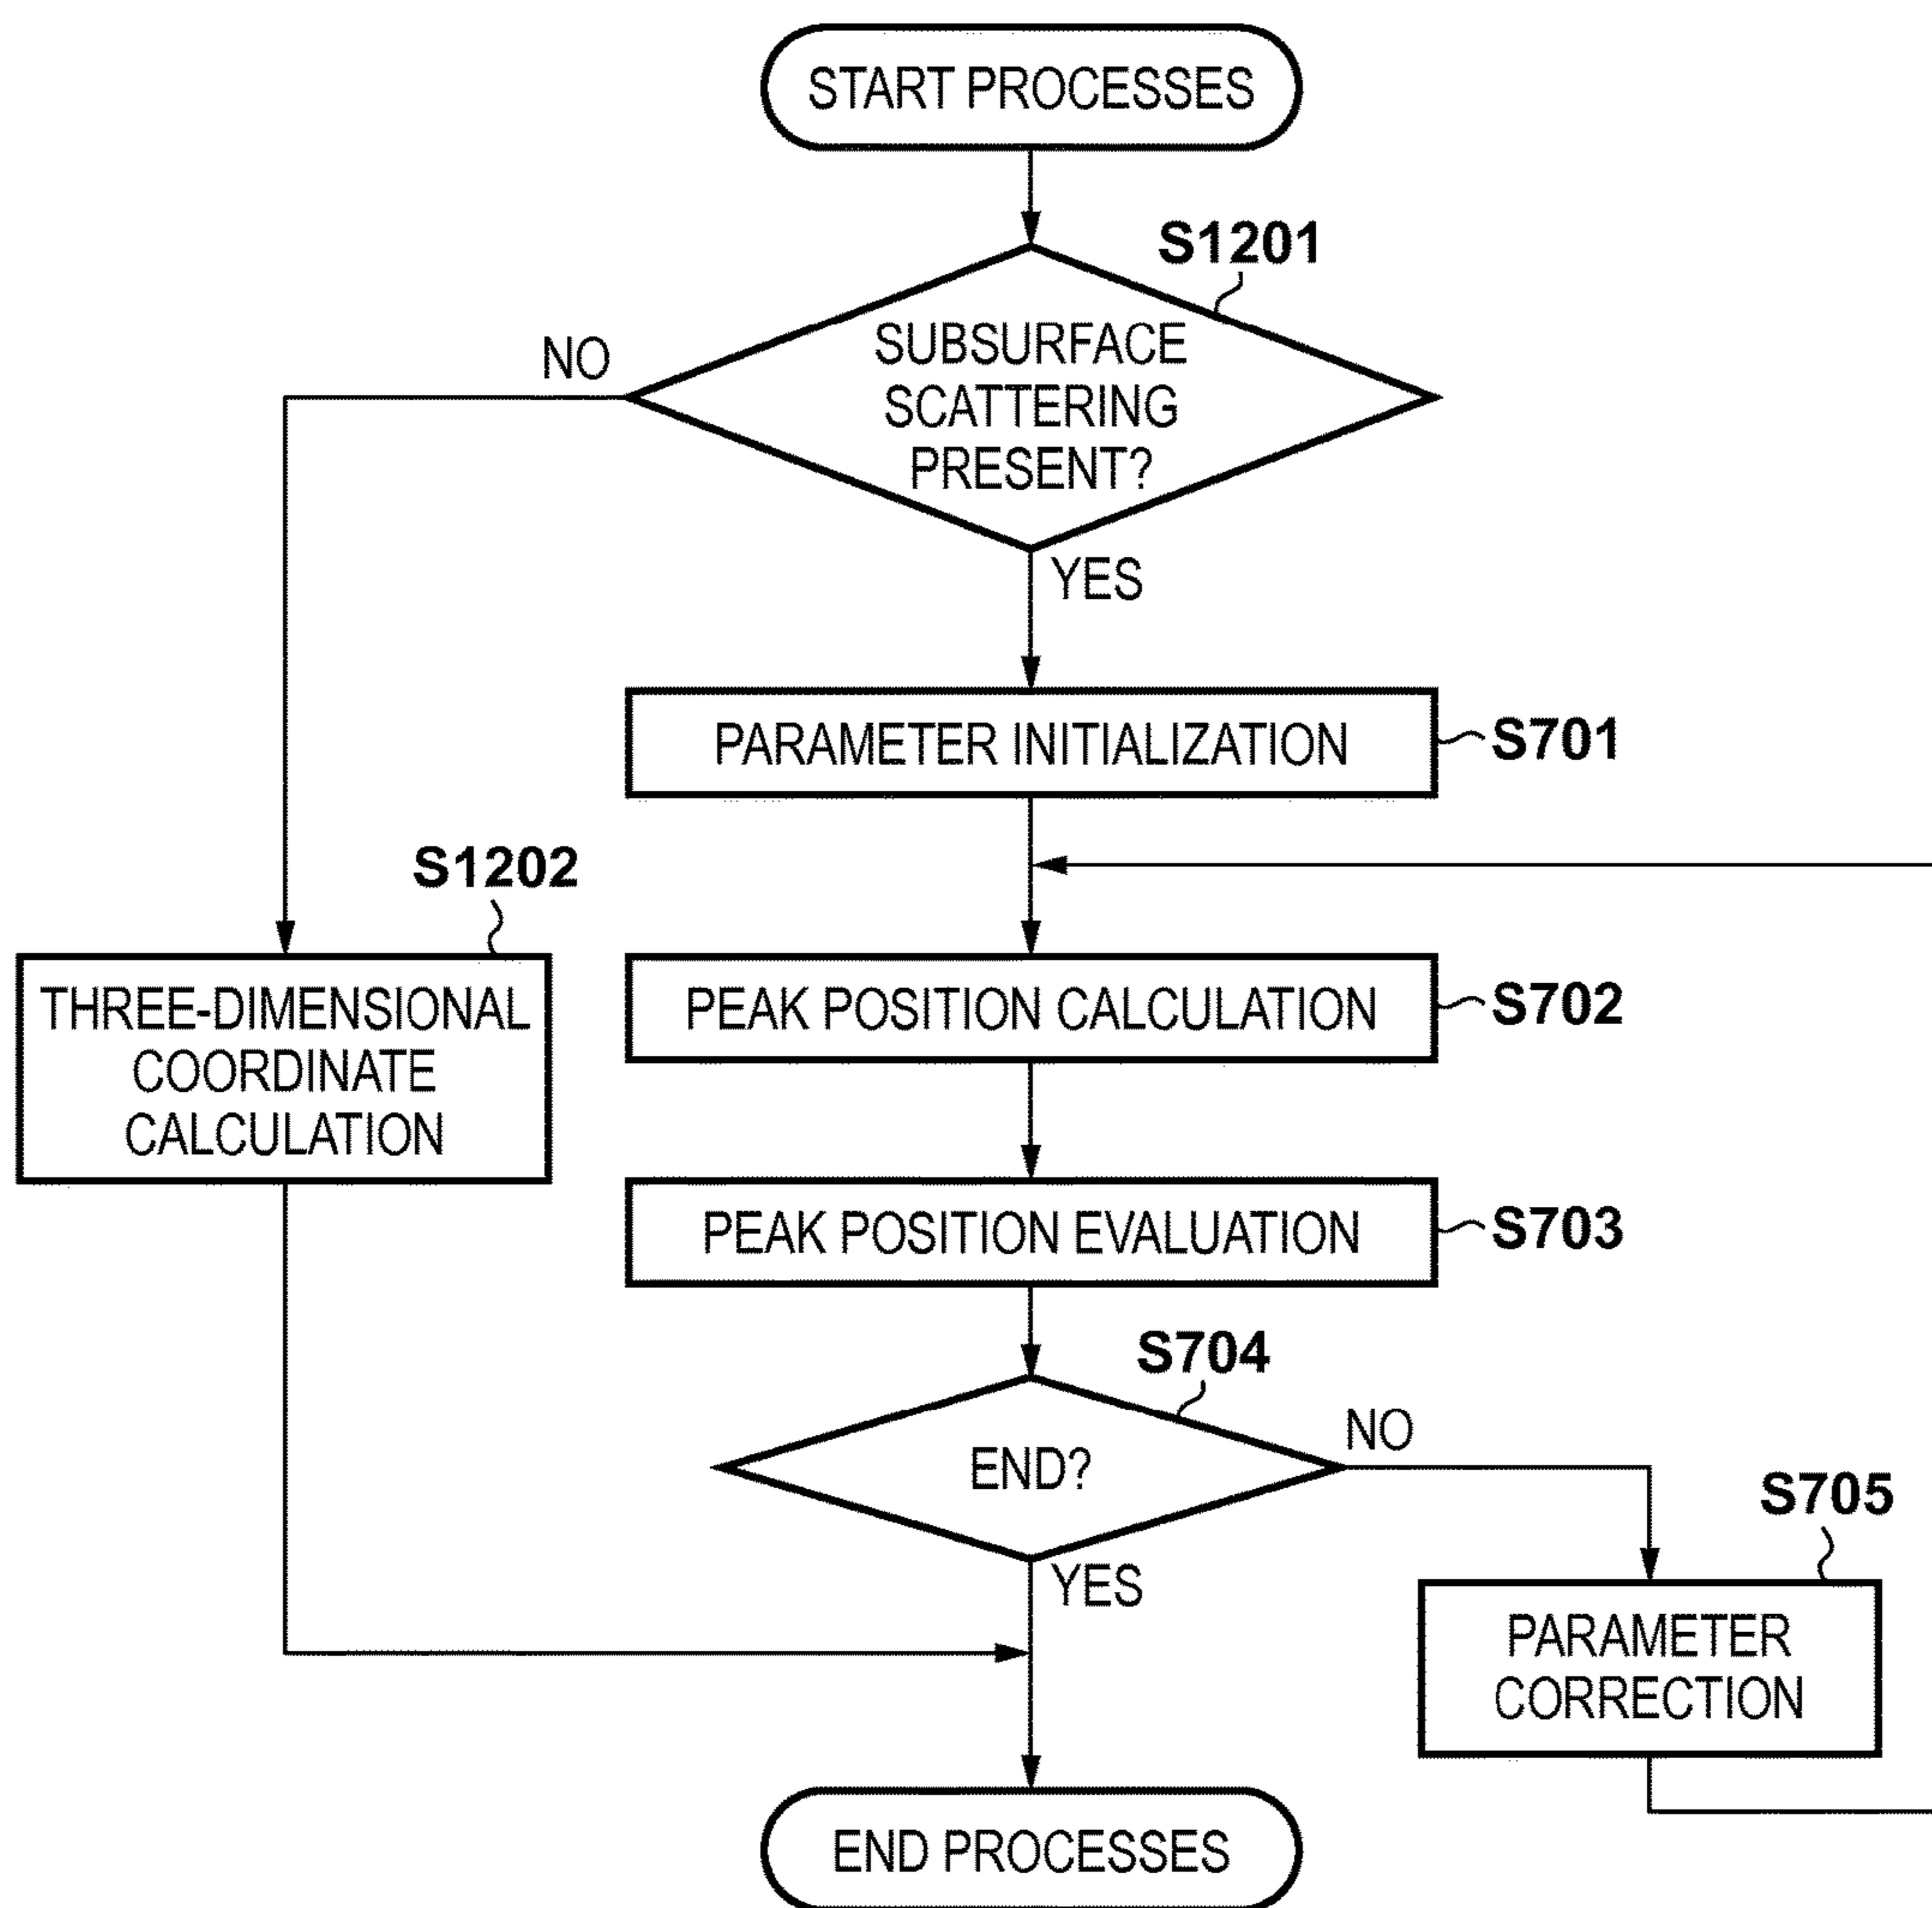 START PROCESSES
S1201
SUBSURFACE
SCATTERING
PRESENT?
NO
YES
PARAMETER INITIALIZATION
S701
S1202
THREE-DIMENSIONAL
COORDINATE
CALCULATION
PEAK POSITION CALCULATION
S702
PEAK POSITION EVALUATION
S703
S704
END?
NO
YES
S705
PARAMETER
CORRECTION
END PROCESSES